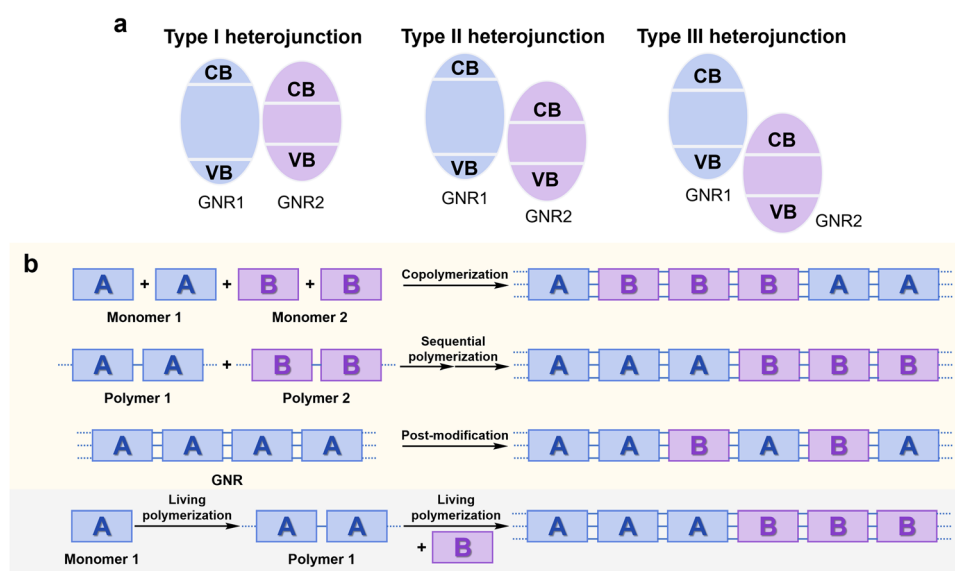 a
Type I heterojunction
Type II heterojunction
Type III heterojunction
CB
CB
VB
VB
GNR1
GNR2
CB
CB
VB
VB
GNR1
GNR2
CB
CB
VB
VB
GNR1
GNR2
b
A + A + B + B
Copolymerization
A B B B A A
Monomer 1
Monomer 2
A A + B B
Sequential
polymerization
A A A B B B
Polymer 1
Polymer 2
A A A A
Post-modification
A A B A B A
GNR
A
Living
polymerization
A A
Living
polymerization
+ B
A A A B B B
Monomer 1
Polymer 1